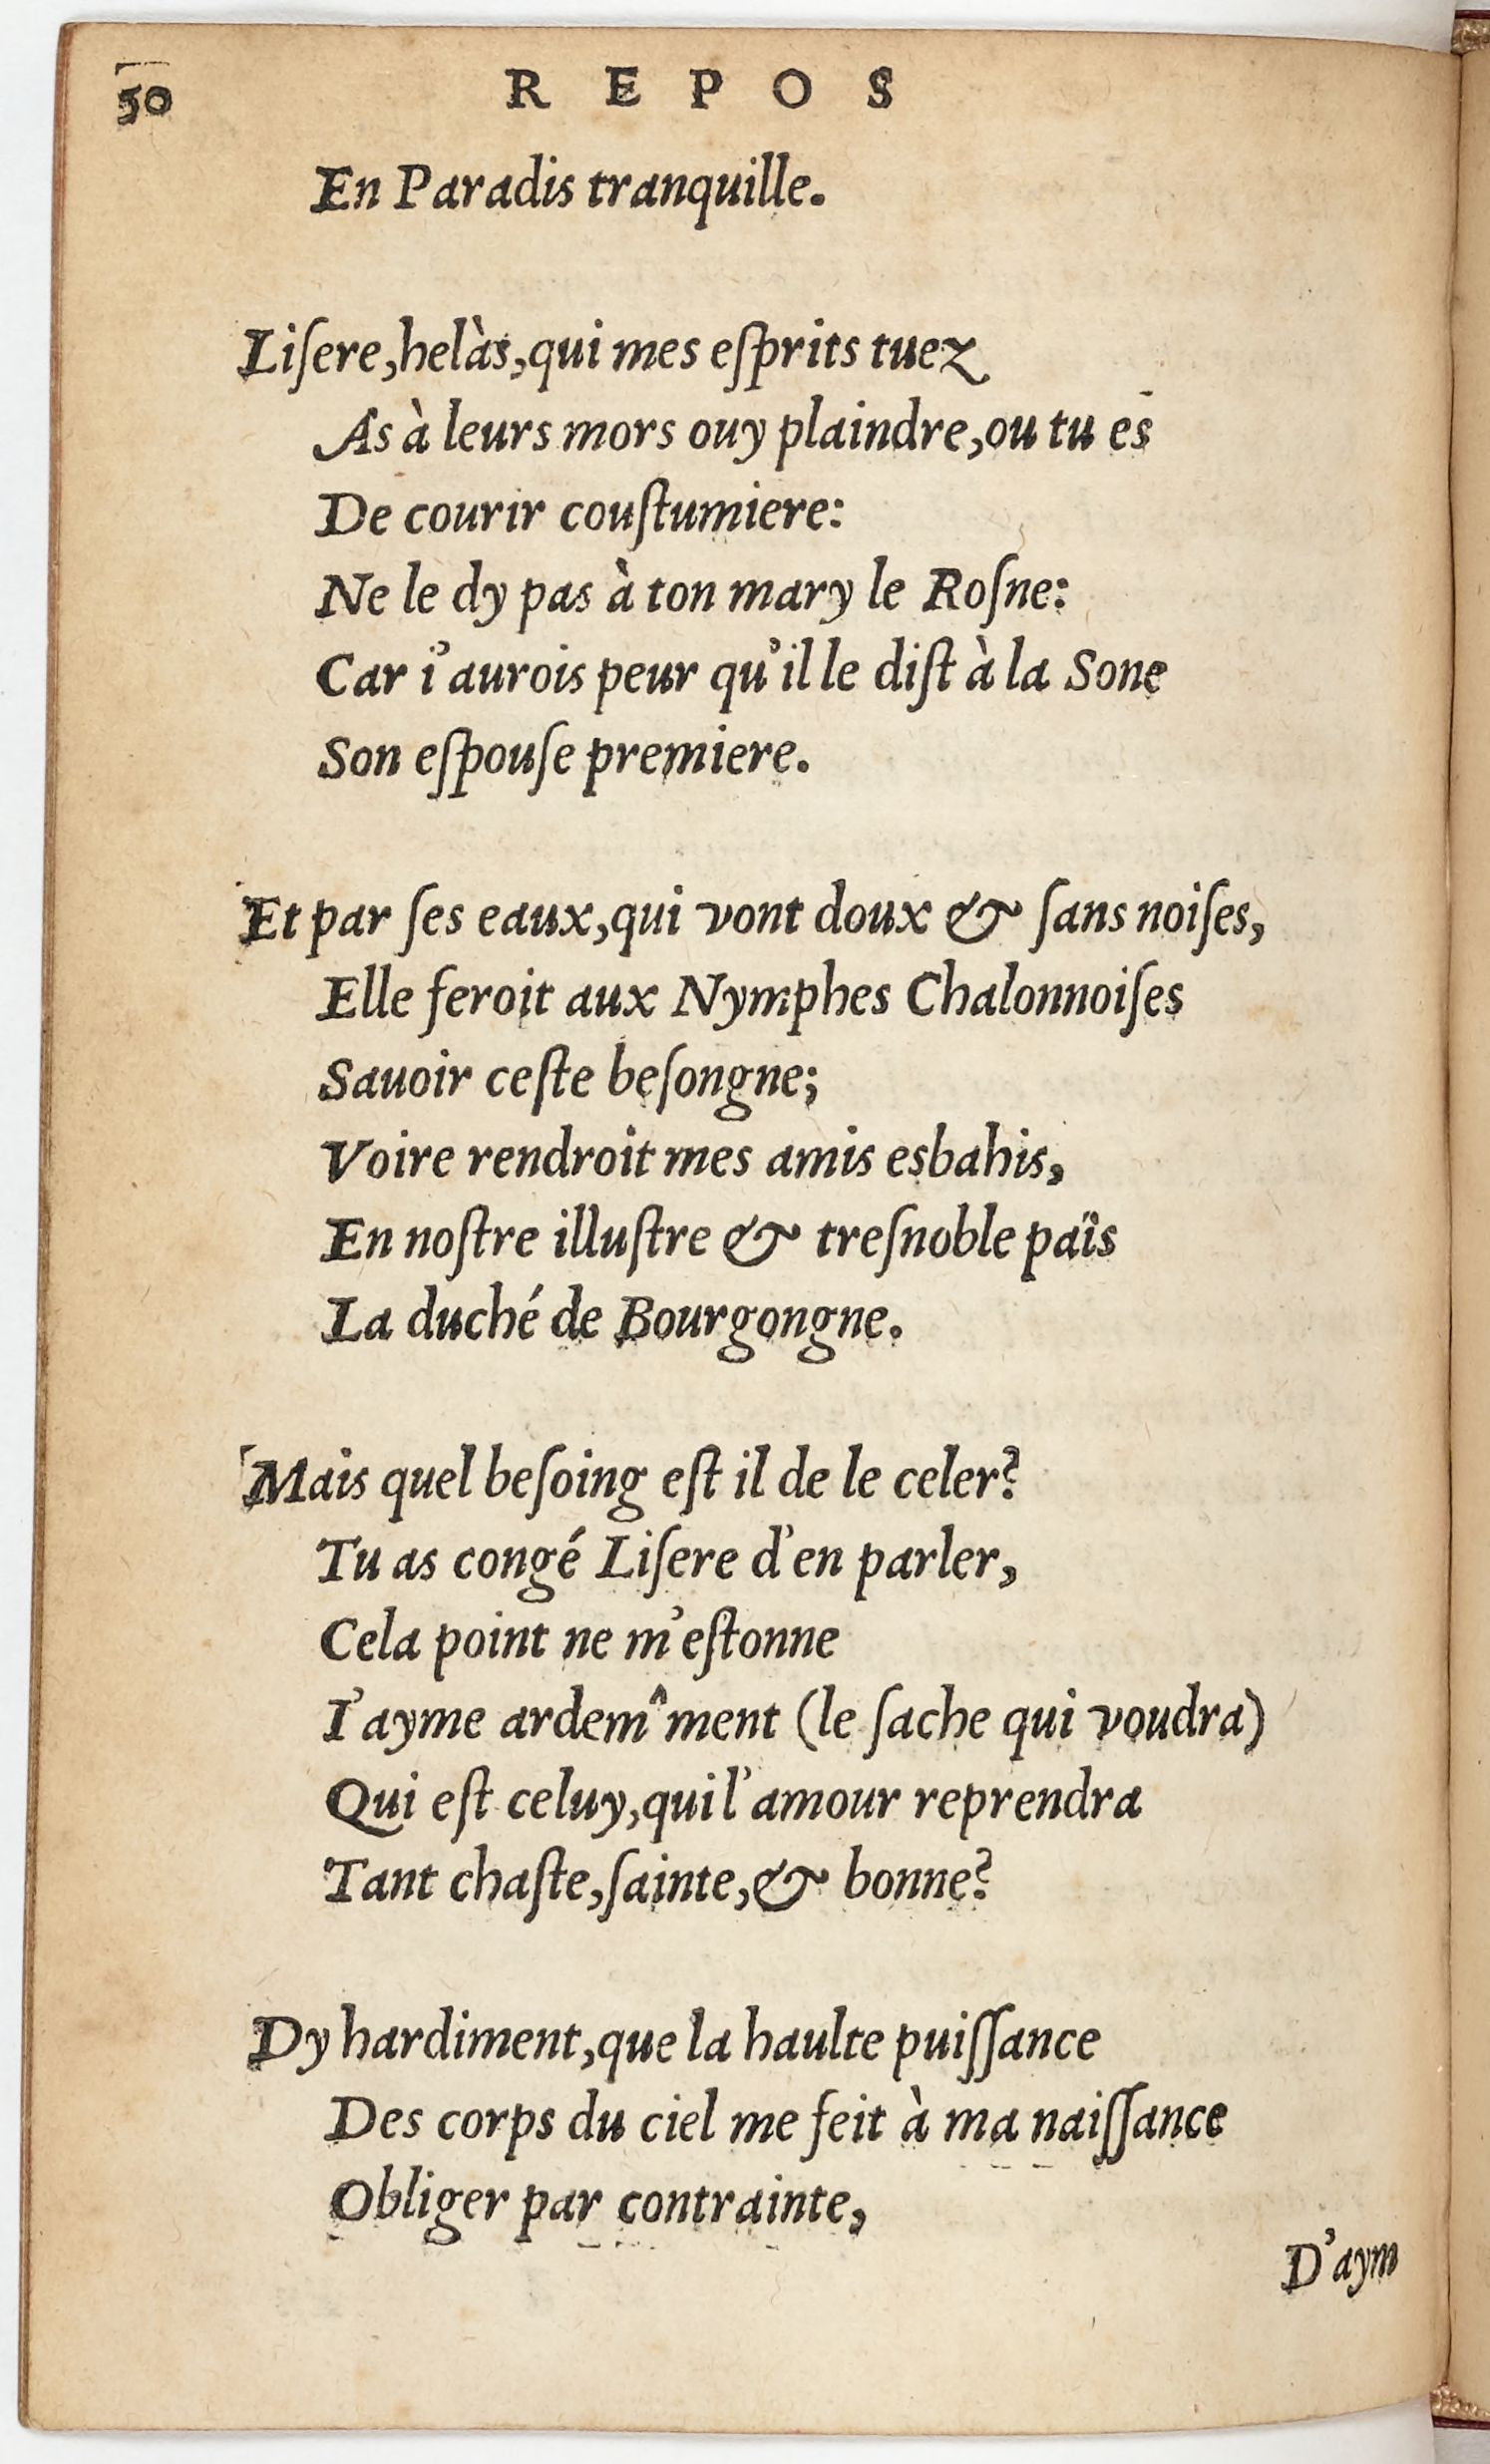 50
REPOS
En Paradis tranquille.
Liſere, helàs, qui mes eſprits tuez
As à leurs mors ouy plaindre, ou tu es
De courir couſtumiere:
Ne le dy pas à ton mary le Roſne:
Car i'aurois peur qu'il le diſt à la Sone
Son eſpouſe premiere.
Et par ſes eaux, qui vont doux & ſans noiſes,
Elle feroit aux Nymphes Chalonnoiſes
Sauoir ceſte beſongne;
Voire rendroit mes amis esbahis,
En noſtre illuſtre & treſnoble païs
La duché de Bourgongne.
Mais quel beſoing eſt il de le celer?
Tu as congé Liſere d'en parler,
Cela point ne m'eſtonne
I'ayme ardem^ment (le ſache qui voudra)
Qui eſt celuy, qui l'amour reprendra
Tant chaſte, ſainte, & bonne?
Dy hardiment, que la haulte puiſſance
Des corps du ciel me feit à ma naiſſance
Obliger par contrainte,
D'aym